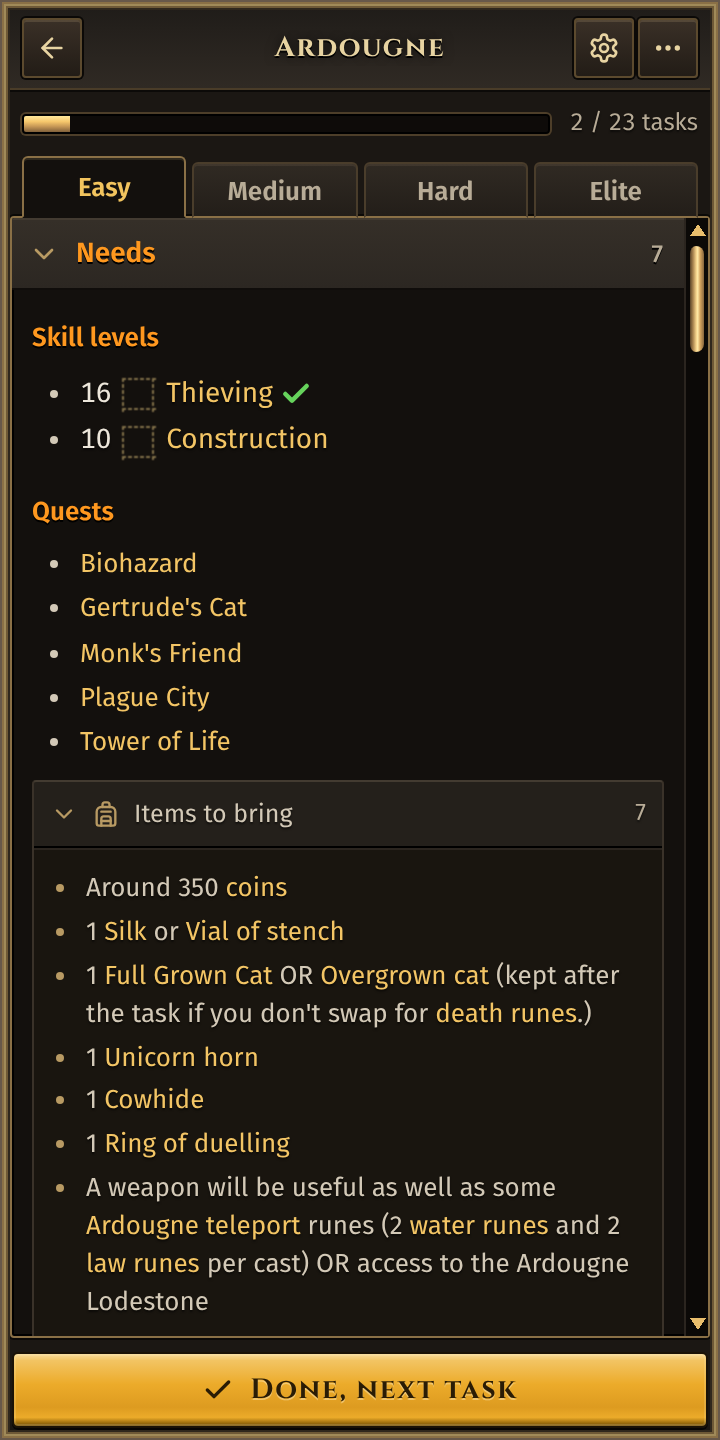 Ardougne
2 / 23 tasks
Easy
Medium
Hard
Elite
Needs
7
Skill levels
16 Thieving
10 Construction
Quests
Biohazard
Gertrude's Cat
Monk's Friend
Plague City
Tower of Life
Items to bring
7
Around 350 coins
1 Silk or Vial of stench
1 Full Grown Cat OR Overgrown cat (kept after
the task if you don't swap for death runes.)
1 Unicorn horn
1 Cowhide
1 Ring of duelling
A weapon will be useful as well as some
Ardougne teleport runes (2 water runes and 2
law runes per cast) OR access to the Ardougne
Lodestone
Done, next task